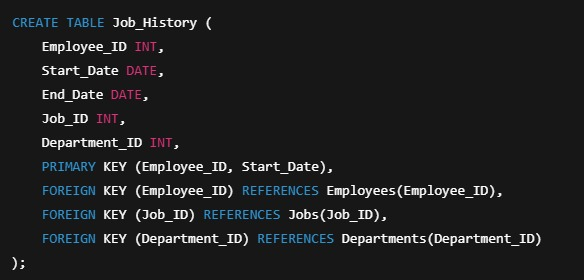 CREATE TABLE Job_History (
    Employee_ID INT,
    Start_Date DATE,
    End_Date DATE,
    Job_ID INT,
    Department_ID INT,
    PRIMARY KEY (Employee_ID, Start_Date),
    FOREIGN KEY (Employee_ID) REFERENCES Employees(Employee_ID),
    FOREIGN KEY (Job_ID) REFERENCES Jobs(Job_ID),
    FOREIGN KEY (Department_ID) REFERENCES Departments(Department_ID)
);